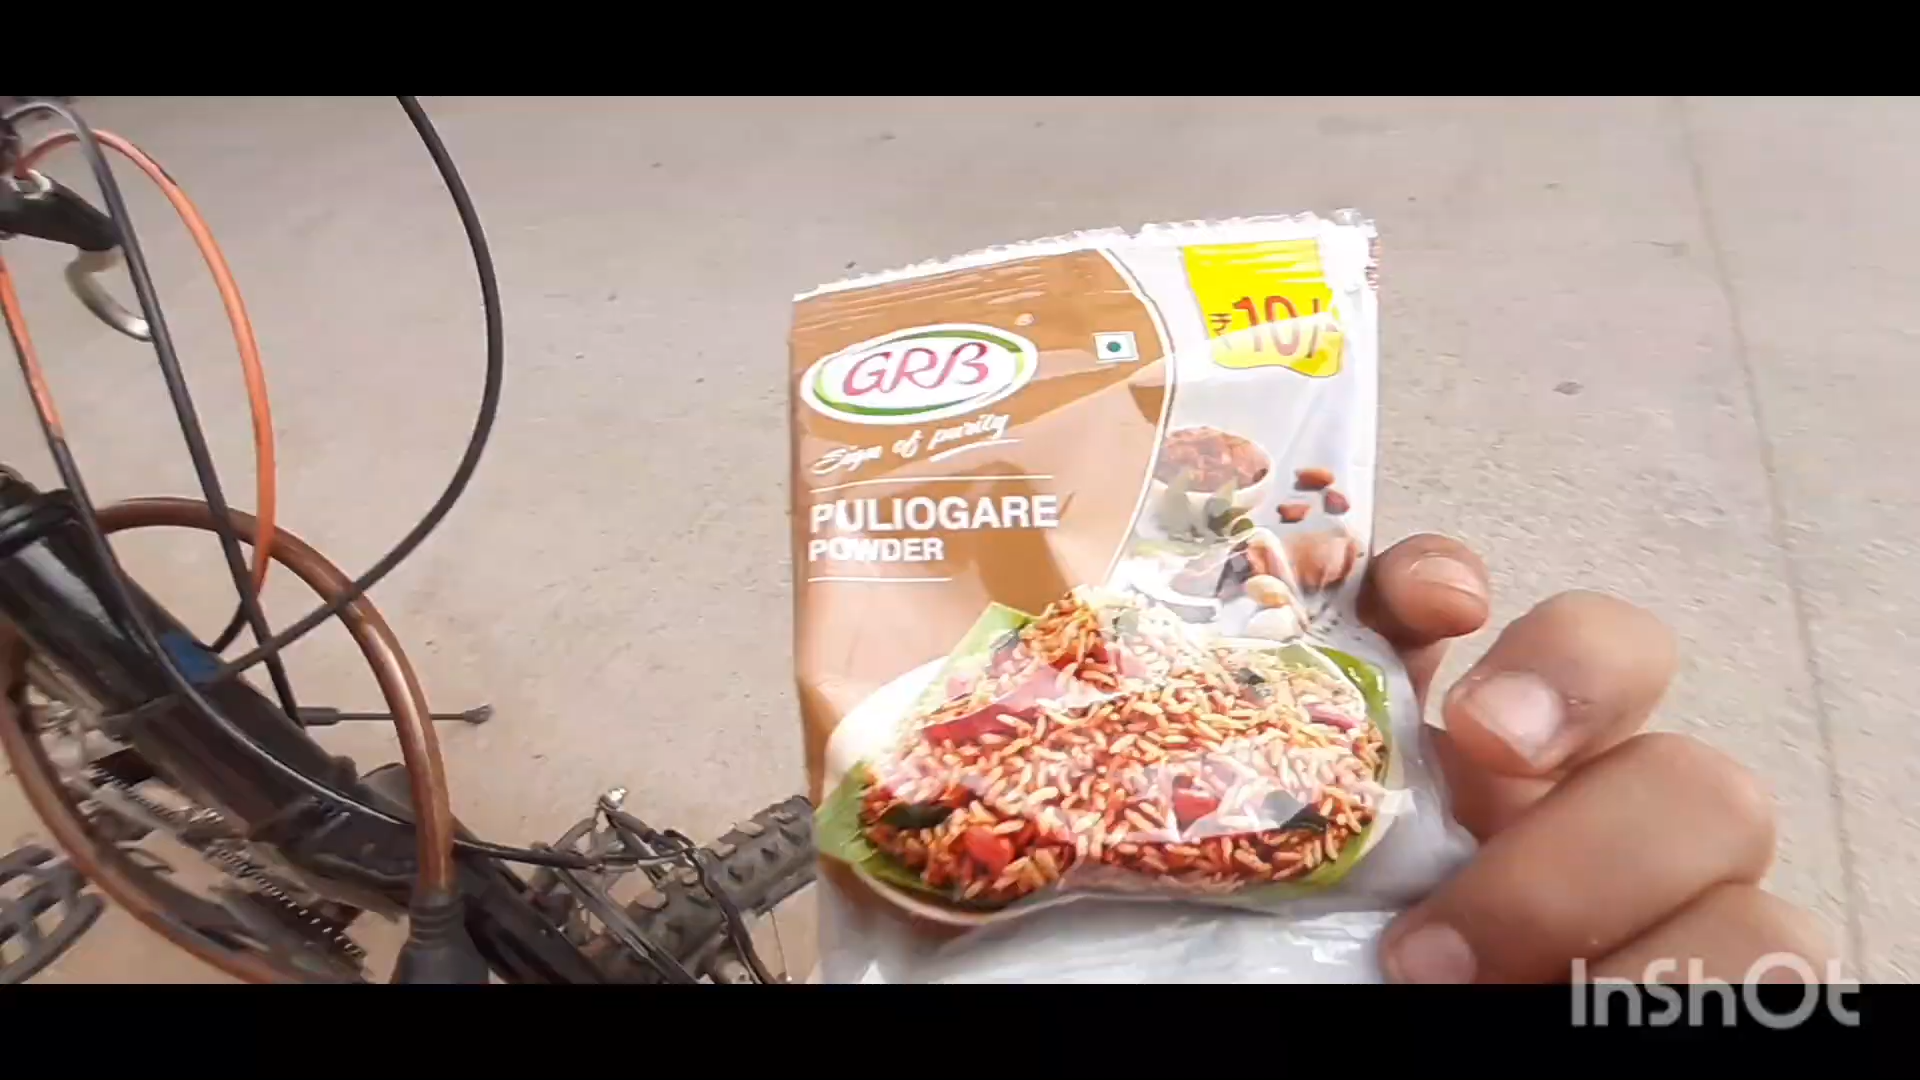 GRB
Sign of purity
PULIOGARE
POWDER
₹10/-
InShOt